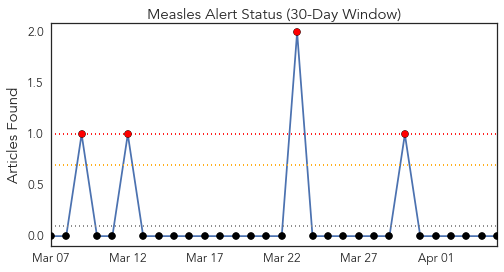 Measles Alert Status (30-Day Window)
Articles Found
2.0
1.5
1.0
0.5
0.0
Mar 07 Mar 12 Mar 17 Mar 22 Mar 27 Apr 01